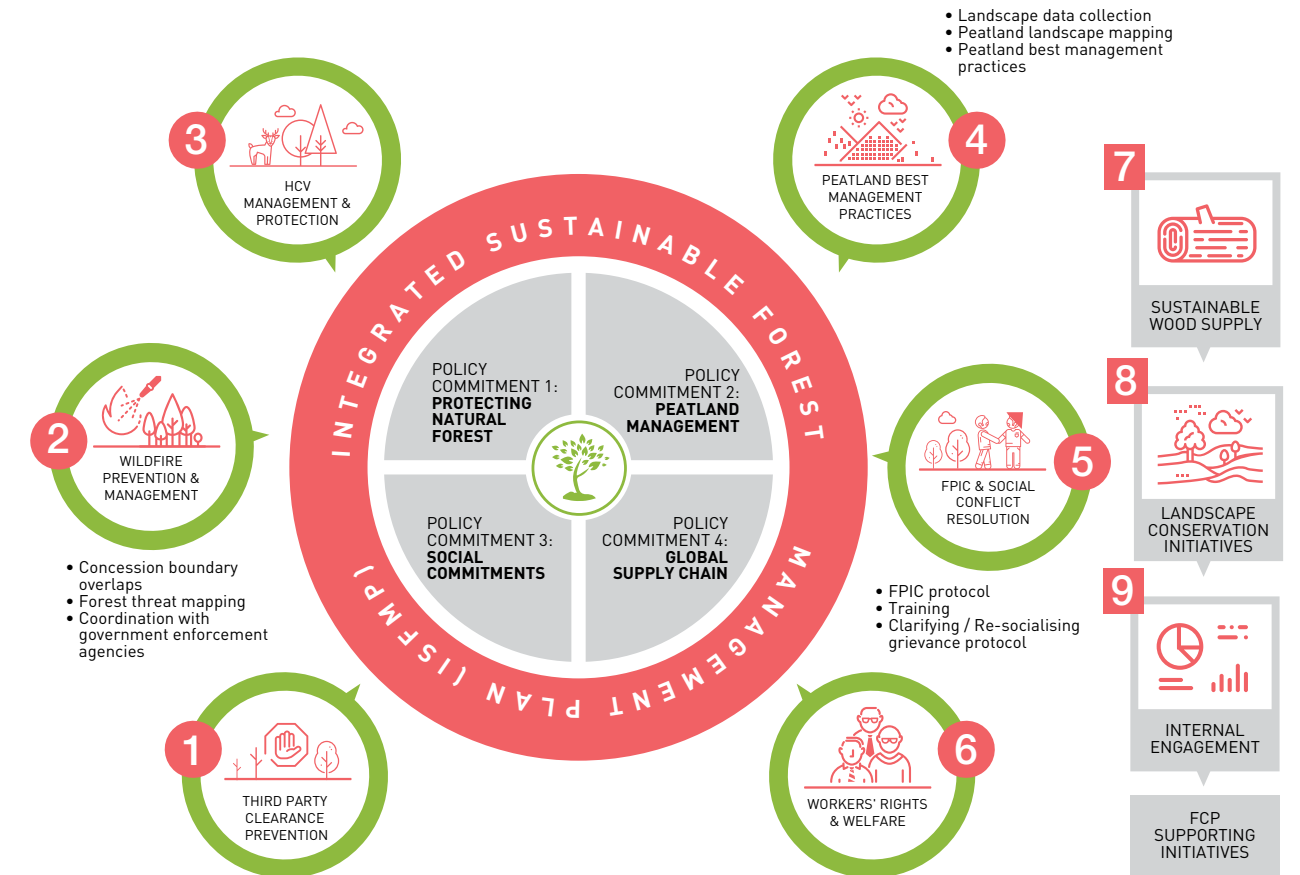 • Landscape data collection
• Peatland landscape mapping
• Peatland best management
practices
3
HCV
MANAGEMENT &
PROTECTION
4
PEATLAND BEST
MANAGEMENT
PRACTICES
7
SUSTAINABLE
WOOD SUPPLY
INTEGRATED SUSTAINABLE FOREST
MANAGEMENT PLAN (ISFMP)
POLICY
COMMITMENT 1:
PROTECTING
NATURAL
FOREST
POLICY
COMMITMENT 2:
PEATLAND
MANAGEMENT
POLICY
COMMITMENT 3:
SOCIAL
COMMITMENTS
POLICY
COMMITMENT 4:
GLOBAL
SUPPLY CHAIN
2
WILDFIRE
PREVENTION &
MANAGEMENT
• Concession boundary
overlaps
• Forest threat mapping
• Coordination with
government enforcement
agencies
5
FPIC & SOCIAL
CONFLICT
RESOLUTION
• FPIC protocol
• Training
• Clarifying / Re-socialising
grievance protocol
8
LANDSCAPE
CONSERVATION
INITIATIVES
9
INTERNAL
ENGAGEMENT
1
THIRD PARTY
CLEARANCE
PREVENTION
6
WORKERS' RIGHTS
& WELFARE
FCP
SUPPORTING
INITIATIVES